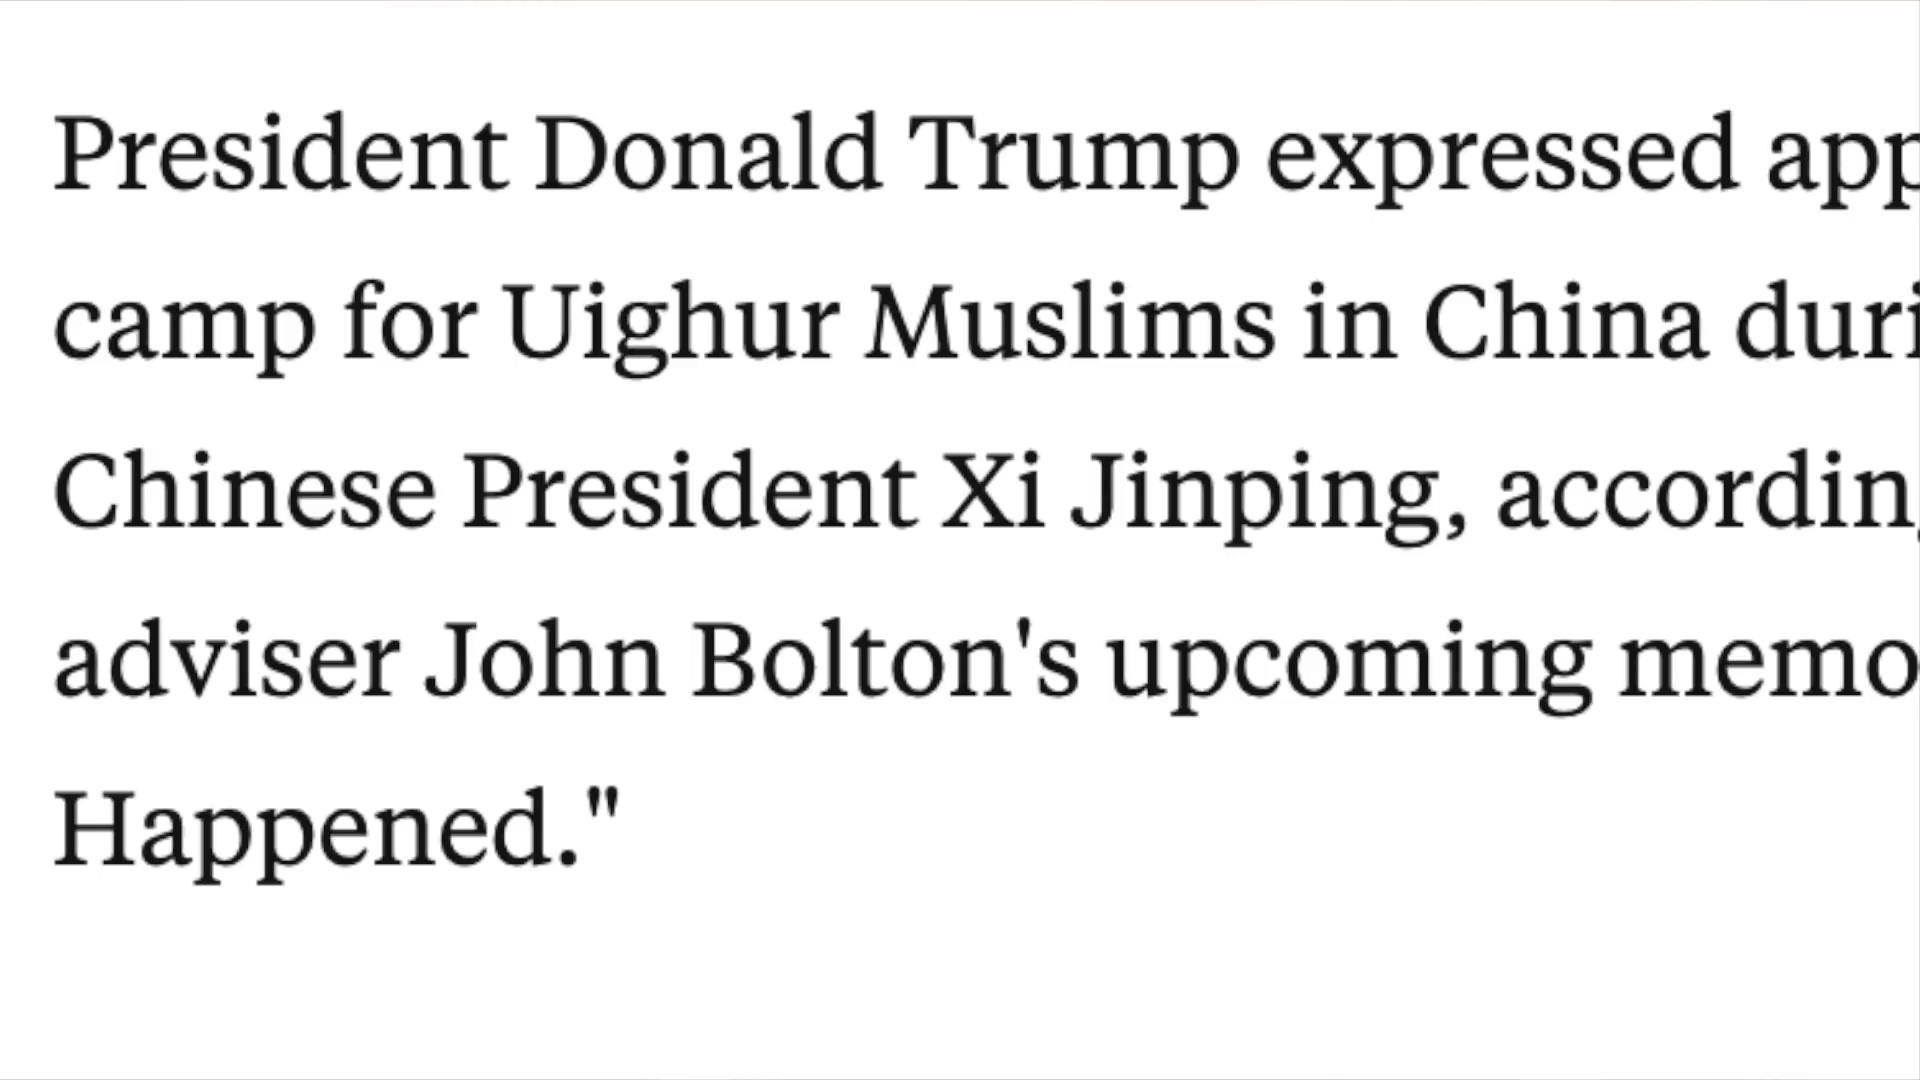 President Donald Trump expressed app
camp for Uighur Muslims in China duri
Chinese President Xi Jinping, according
adviser John Bolton's upcoming memo
Happened."